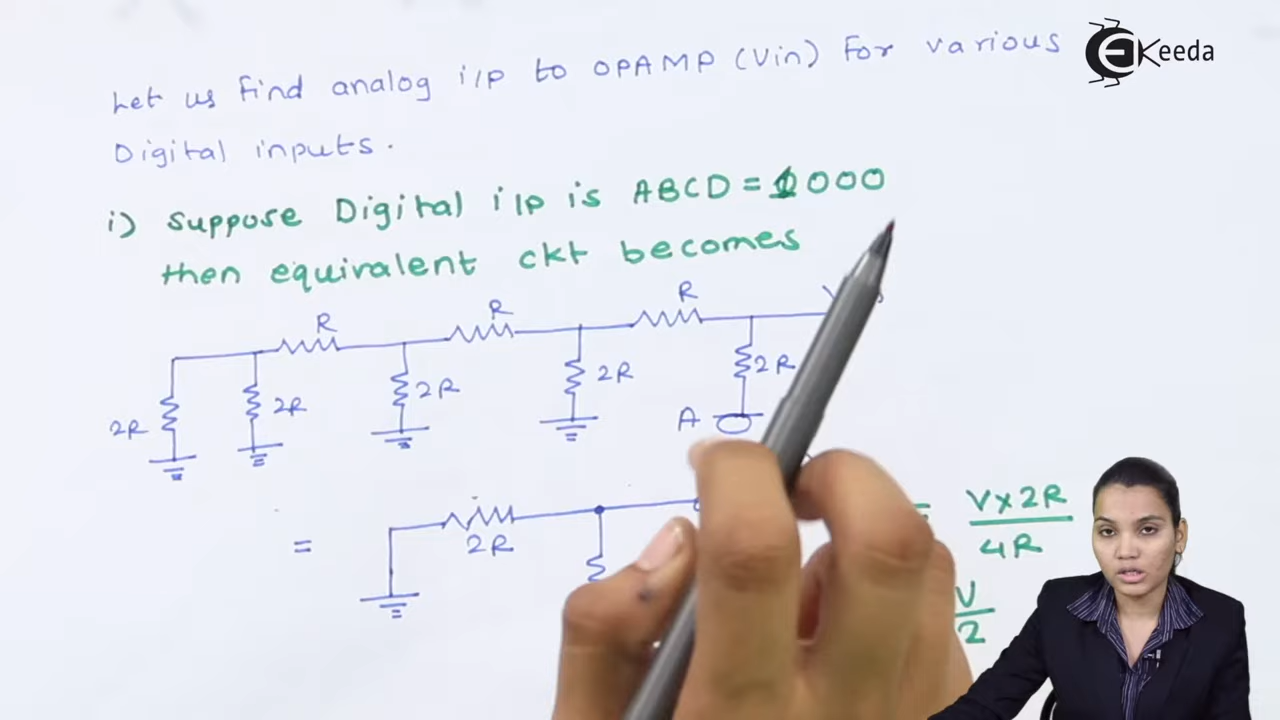 Let us find analog i/p to OPAMP (Vin) For various
Digital inputs.
EKeeda
i) Suppose Digital i/p is ABCD = 1000
then equivalent ckt becomes
R
R
R
2R
2R
2R
2R
2R
A
=
2R
= V×2R
4R
V
2